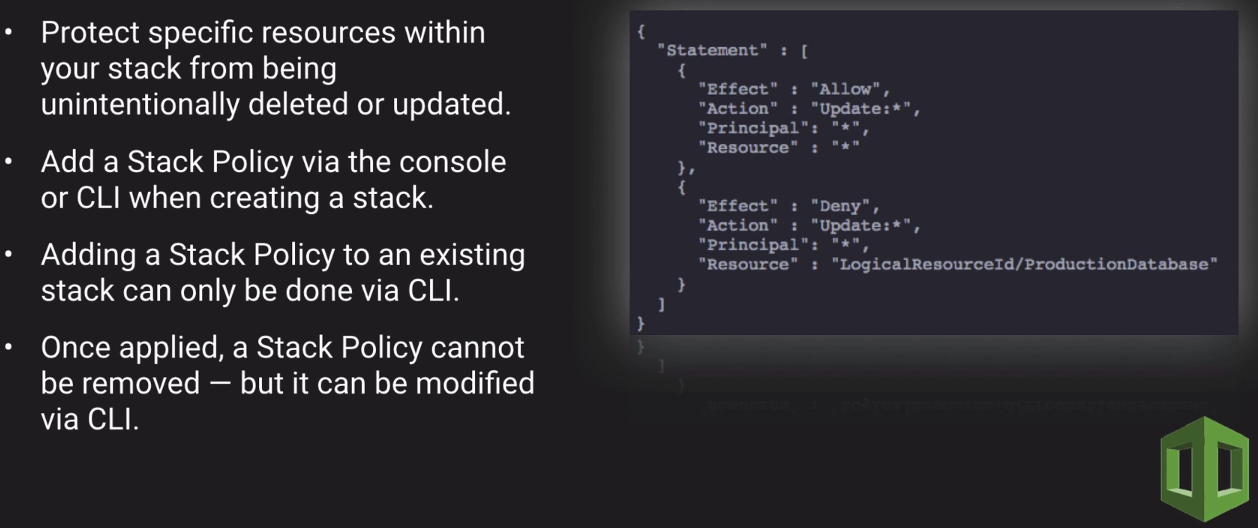 • Protect specific resources within
your stack from being
unintentionally deleted or updated.
• Add a Stack Policy via the console
or CLI when creating a stack.
• Adding a Stack Policy to an existing
stack can only be done via CLI.
• Once applied, a Stack Policy cannot
be removed — but it can be modified
via CLI.
{
  "Statement" : [
    {
      "Effect" : "Allow",
      "Action" : "Update:*",
      "Principal": "*",
      "Resource" : "*"
    },
    {
      "Effect" : "Deny",
      "Action" : "Update:*",
      "Principal": "*",
      "Resource" : "LogicalResourceId/ProductionDatabase"
    }
  ]
}